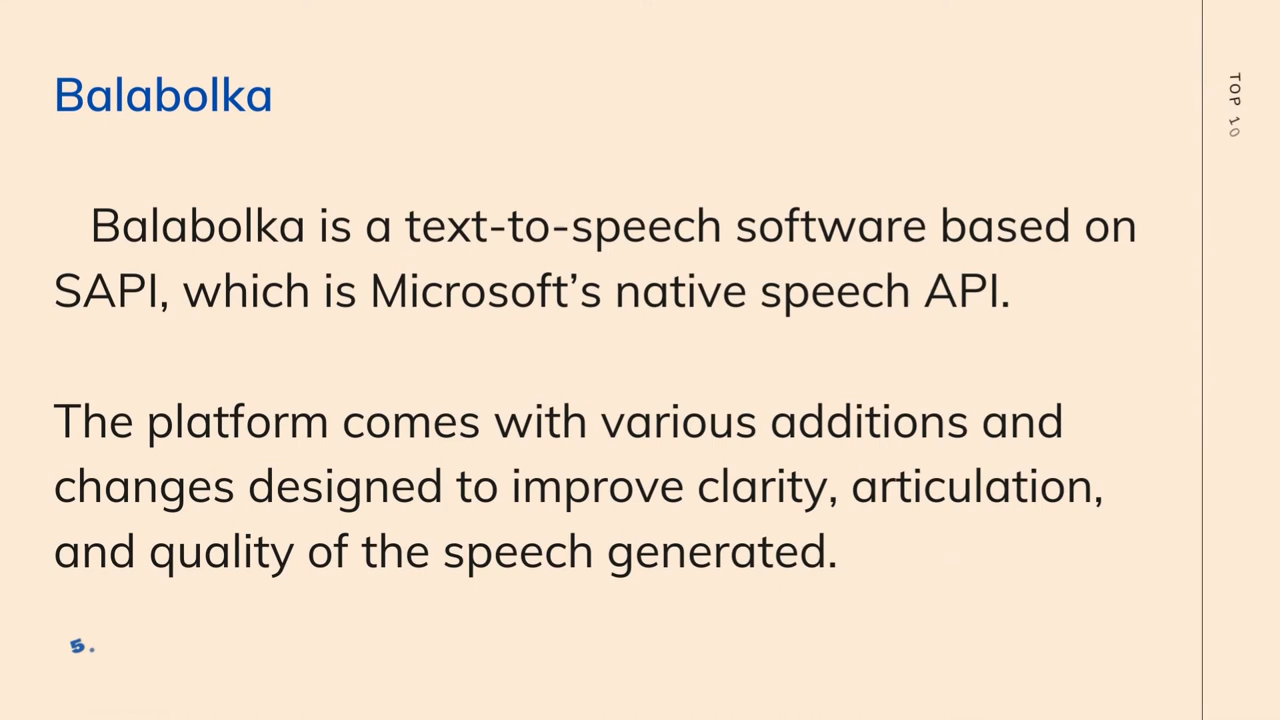 Balabolka
TOP 10
Balabolka is a text-to-speech software based on
SAPI, which is Microsoft’s native speech API.
The platform comes with various additions and
changes designed to improve clarity, articulation,
and quality of the speech generated.
5.